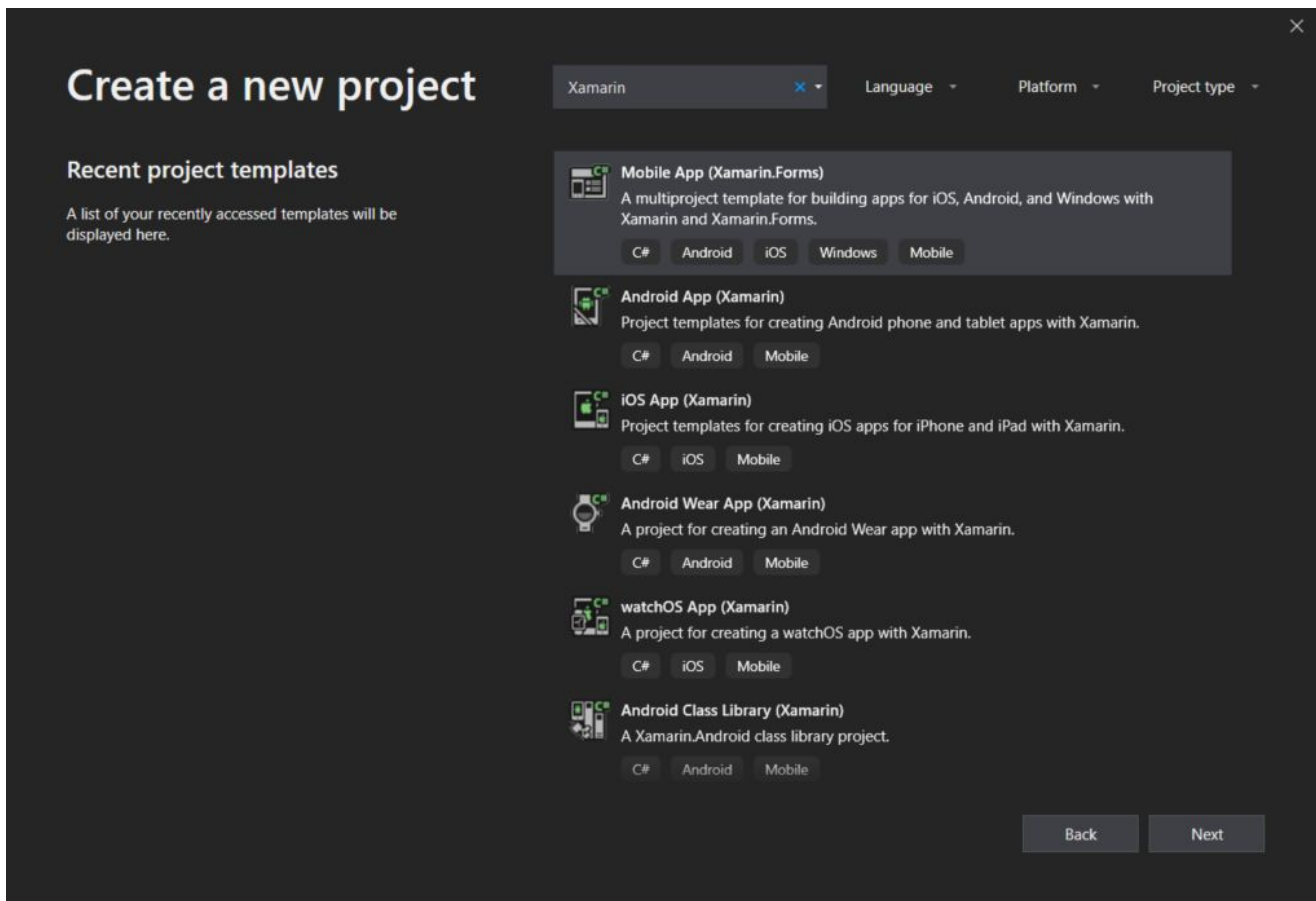 Create a new project
Xamarin
Language
Platform
Project type
Recent project templates
A list of your recently accessed templates will be
displayed here.
Mobile App (Xamarin.Forms)
A multiproject template for building apps for iOS, Android, and Windows with
Xamarin and Xamarin.Forms.
C# Android iOS Windows Mobile
Android App (Xamarin)
Project templates for creating Android phone and tablet apps with Xamarin.
C# Android Mobile
iOS App (Xamarin)
Project templates for creating iOS apps for iPhone and iPad with Xamarin.
C# iOS Mobile
Android Wear App (Xamarin)
A project for creating an Android Wear app with Xamarin.
C# Android Mobile
watchOS App (Xamarin)
A project for creating a watchOS app with Xamarin.
C# iOS Mobile
Android Class Library (Xamarin)
A Xamarin.Android class library project.
C# Android Mobile
Back
Next